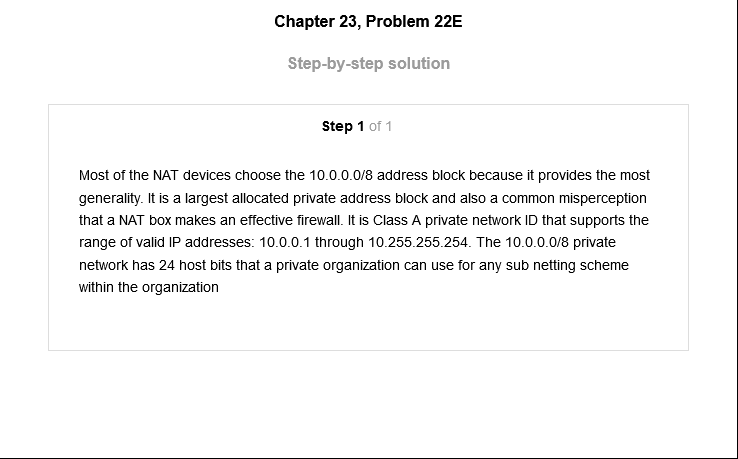 Chapter 23, Problem 22E
Step-by-step solution
Step 1 of 1
Most of the NAT devices choose the 10.0.0.0/8 address block because it provides the most
generality. It is a largest allocated private address block and also a common misperception
that a NAT box makes an effective firewall. It is Class A private network ID that supports the
range of valid IP addresses: 10.0.0.1 through 10.255.255.254. The 10.0.0.0/8 private
network has 24 host bits that a private organization can use for any sub netting scheme
within the organization